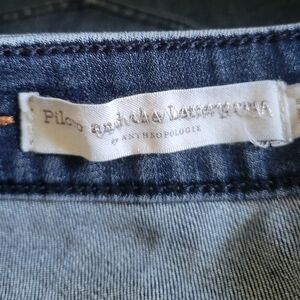 Pilcro and the Letterpress
BY ANTHROPOLOGIE